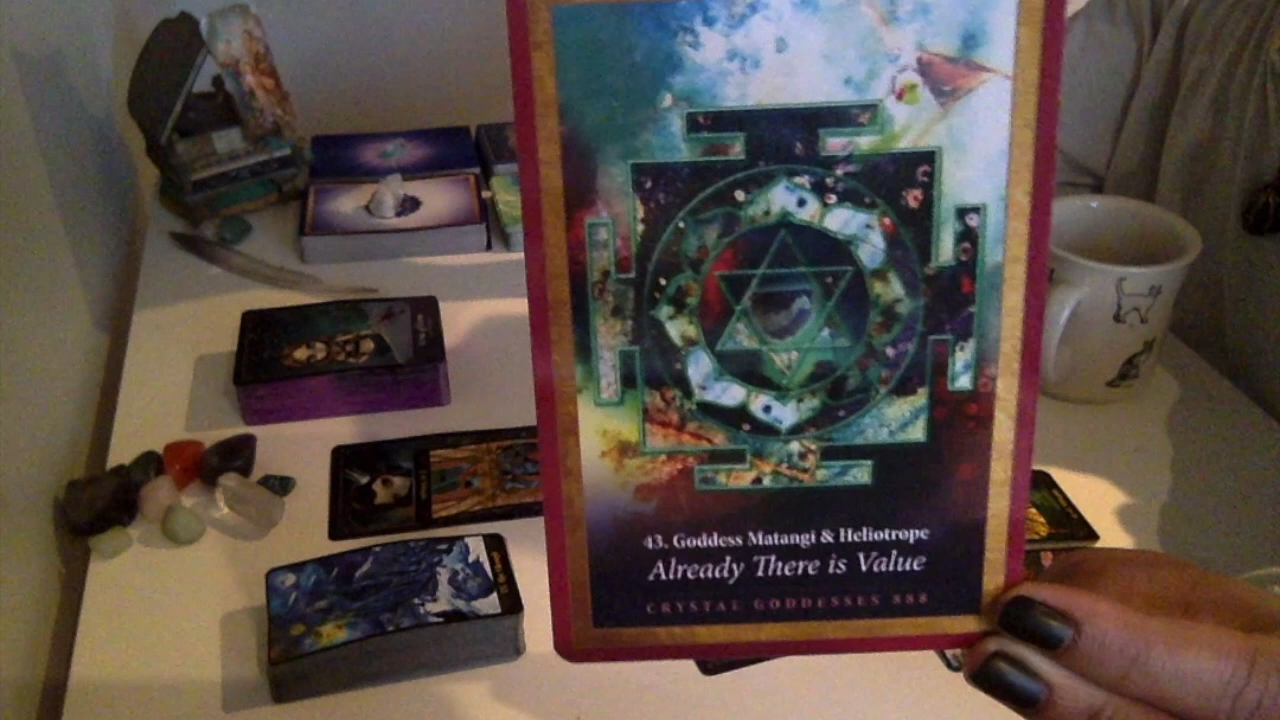 43. Goddess Matangi & Heliotrope
Already There is Value
CRYSTAL GODDESSES 888